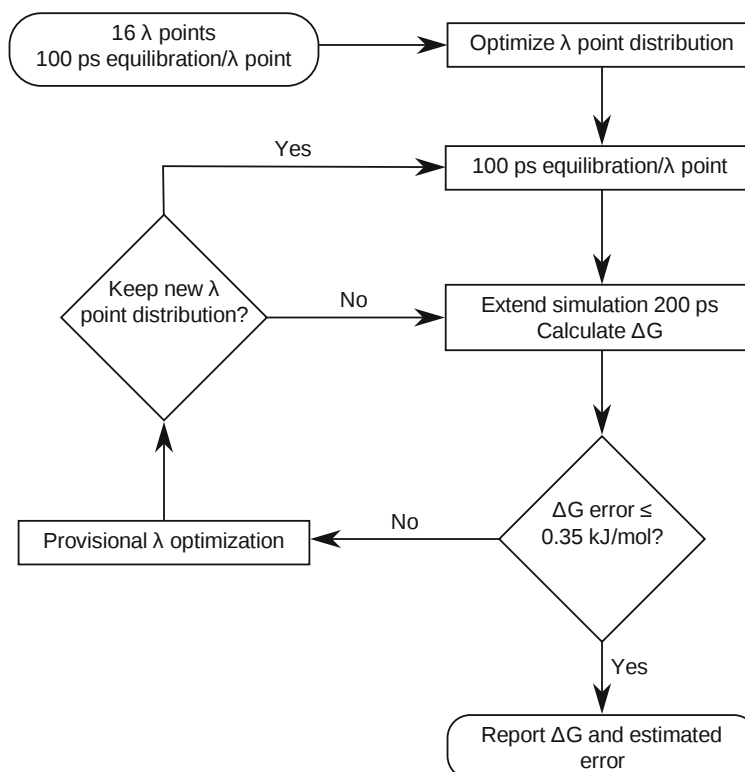 16 λ points
100 ps equilibration/λ point
Optimize λ point distribution
Yes
100 ps equilibration/λ point
Keep new λ
point distribution?
No
Extend simulation 200 ps
Calculate ΔG
ΔG error ≤
0.35 kJ/mol?
No
Provisional λ optimization
Yes
Report ΔG and estimated
error